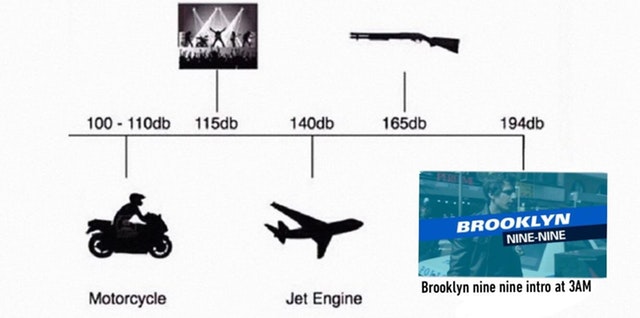 100 - 110db 115db 140db 165db 194db
BROOKLYN
NINE-NINE
Motorcycle
Jet Engine
Brooklyn nine nine intro at 3AM